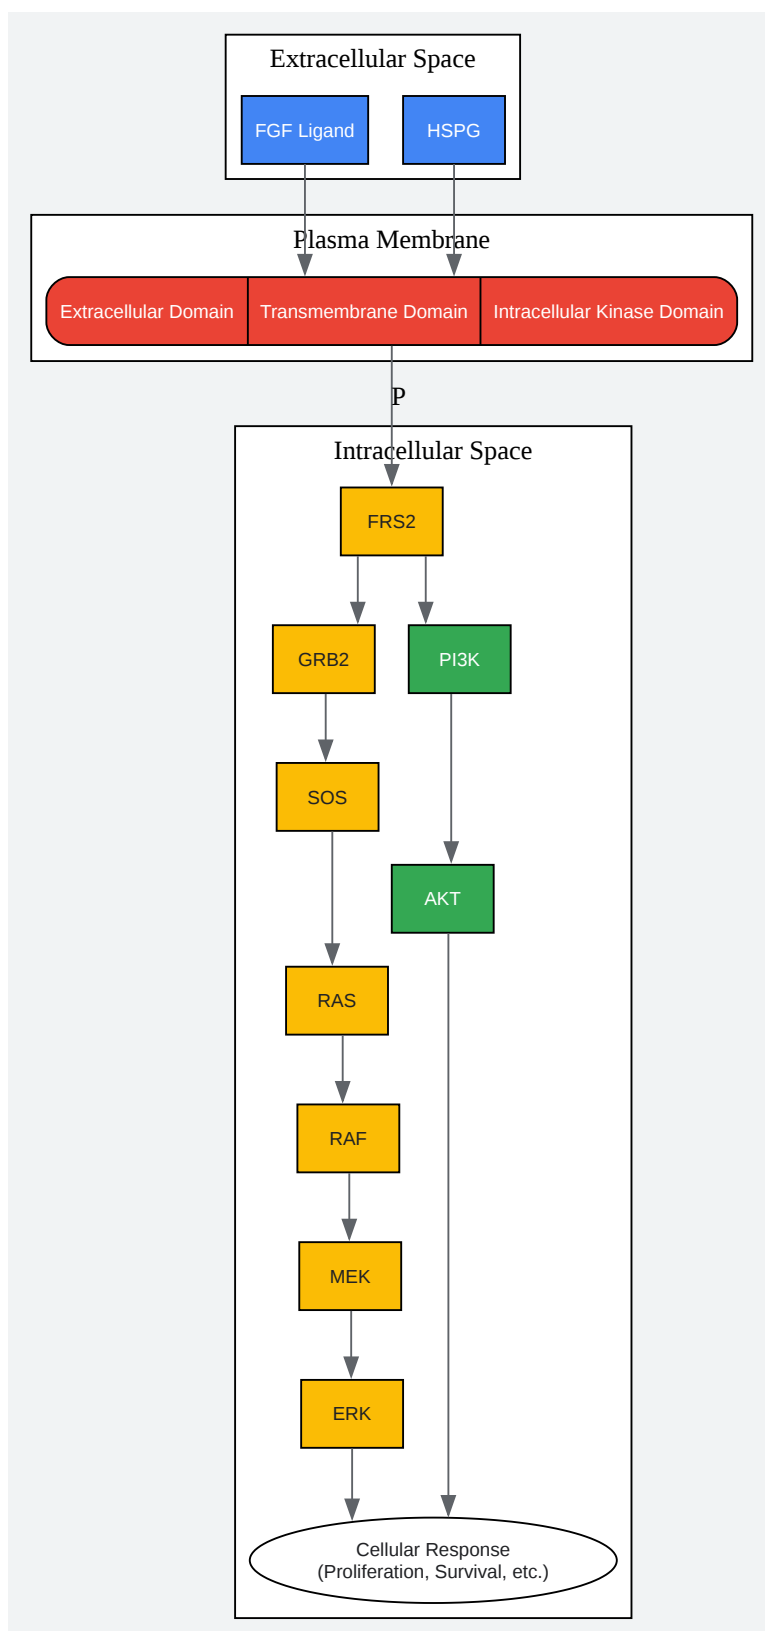 Extracellular Space
FGF Ligand
HSPG
Plasma Membrane
Extracellular Domain
Transmembrane Domain
Intracellular Kinase Domain
P
Intracellular Space
FRS2
GRB2
PI3K
SOS
AKT
RAS
RAF
MEK
ERK
Cellular Response
(Proliferation, Survival, etc.)